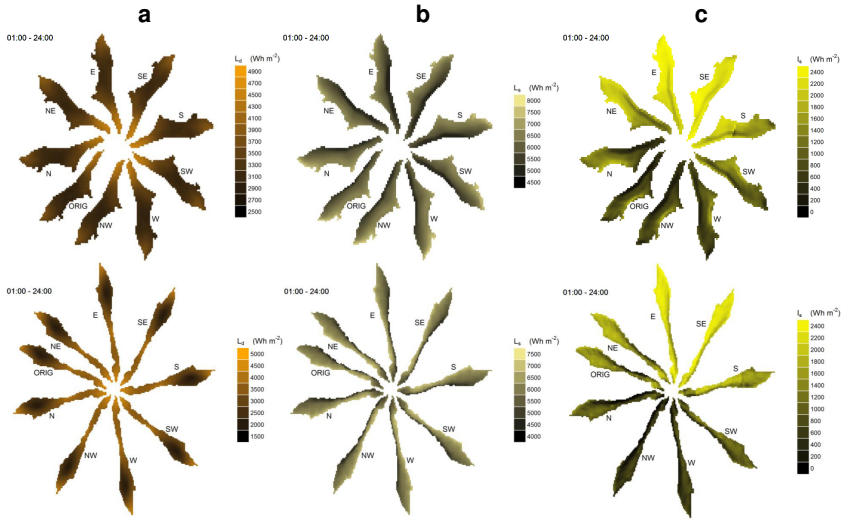 a
b
c
01:00 - 24:00
L_d (Wh m⁻²)
4900
4700
4500
4300
4100
3900
3700
3500
3300
3100
2900
2700
2500
E
SE
S
SW
W
NW
ORIG
N
NE
L_s (Wh m⁻²)
8000
7500
7000
6500
6000
5500
5000
4500
E
SE
S
SW
W
NW
ORIG
N
NE
01:00 - 24:00
I_s (Wh m⁻²)
2400
2200
2000
1800
1600
1400
1200
1000
800
600
400
200
0
E
SE
S
SW
W
NW
ORIG
N
NE
01:00 - 24:00
L_d (Wh m⁻²)
5000
4500
4000
3500
3000
2500
2000
1500
E
SE
S
SW
W
NW
N
ORIG
NE
01:00 - 24:00
L_s (Wh m⁻²)
7500
7000
6500
6000
5500
5000
4500
4000
E
SE
S
SW
W
NW
N
ORIG
NE
01:00 - 24:00
I_s (Wh m⁻²)
2400
2200
2000
1800
1600
1400
1200
1000
800
600
400
200
0
E
SE
S
SW
W
NW
N
ORIG
NE
01:00 - 24:00